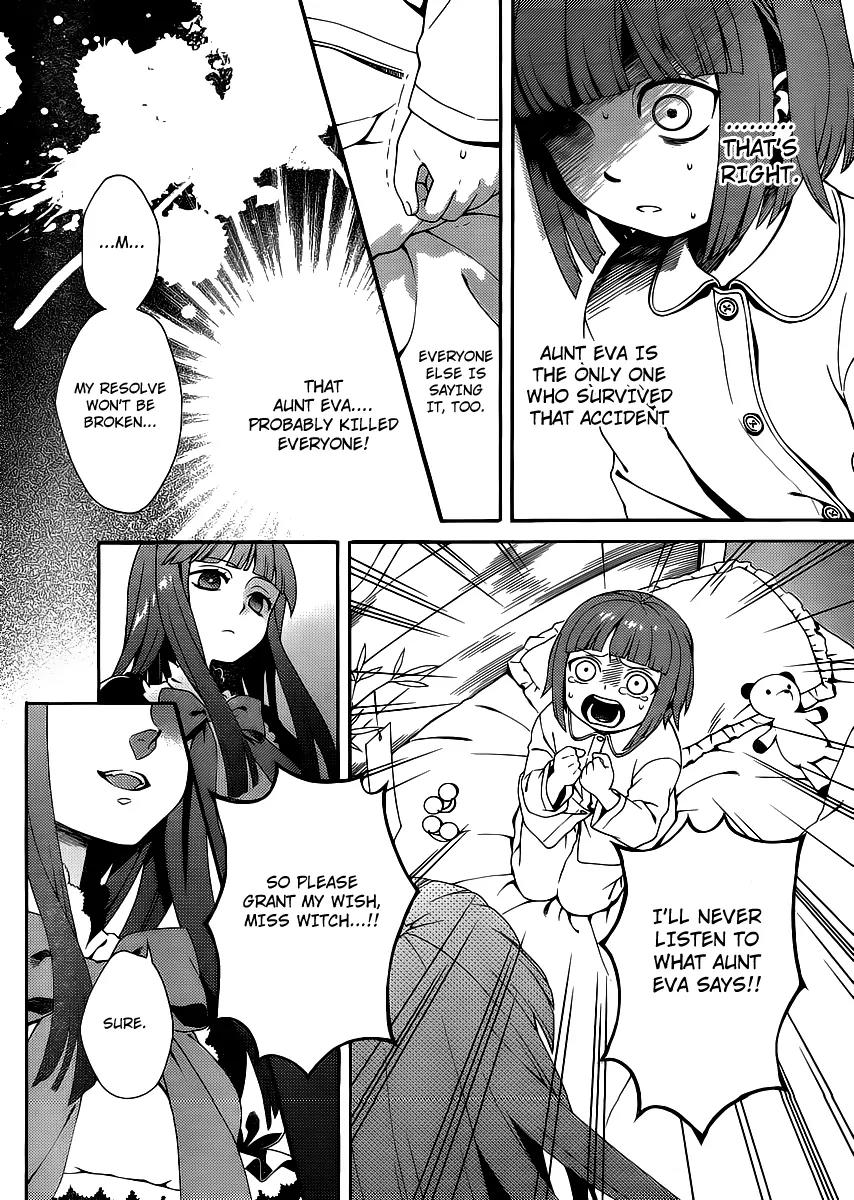 .........
THAT'S
RIGHT.
AUNT EVA IS
THE ONLY ONE
WHO SURVIVED
THAT ACCIDENT
EVERYONE
ELSE IS
SAYING
IT, TOO.
THAT
AUNT EVA....
PROBABLY KILLED
EVERYONE!
...M...
MY RESOLVE
WON'T BE
BROKEN...
I'LL NEVER
LISTEN TO
WHAT AUNT
EVA SAYS!!
SO PLEASE
GRANT MY WISH,
MISS WITCH...!!
SURE.